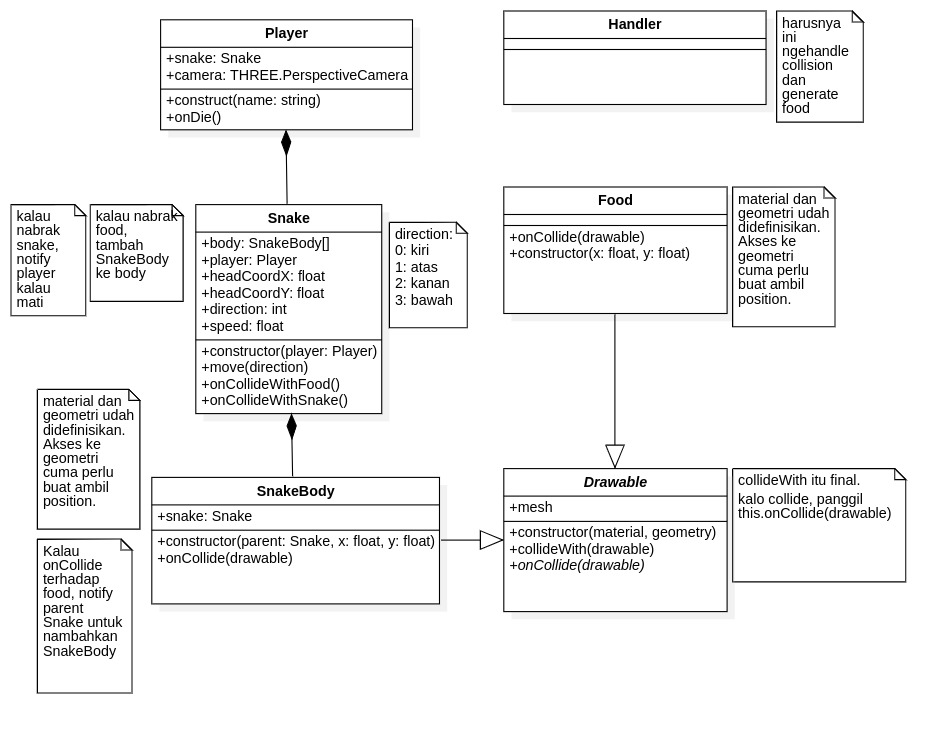 Player
+snake: Snake
+camera: THREE.PerspectiveCamera
+construct(name: string)
+onDie()
Handler
harusnya
ini
ngehandle
collision
dan
generate
food
kalau
nabrak
snake,
notify
player
kalau
mati
kalau nabrak
food,
tambah
SnakeBody
ke body
Snake
+body: SnakeBody[]
+player: Player
+headCoordX: float
+headCoordY: float
+direction: int
+speed: float
+constructor(player: Player)
+move(direction)
+onCollideWithFood()
+onCollideWithSnake()
direction:
0: kiri
1: atas
2: kanan
3: bawah
Food
+onCollide(drawable)
+constructor(x: float, y: float)
material dan
geometri udah
didefinisikan.
Akses ke
geometri
cuma perlu
buat ambil
position.
material dan
geometri udah
didefinisikan.
Akses ke
geometri
cuma perlu
buat ambil
position.
SnakeBody
+snake: Snake
+constructor(parent: Snake, x: float, y: float)
+onCollide(drawable)
Drawable
+mesh
+constructor(material, geometry)
+collideWith(drawable)
+onCollide(drawable)
collideWith itu final.
kalo collide, panggil
this.onCollide(drawable)
Kalau
onCollide
terhadap
food, notify
parent
Snake untuk
nambahkan
SnakeBody